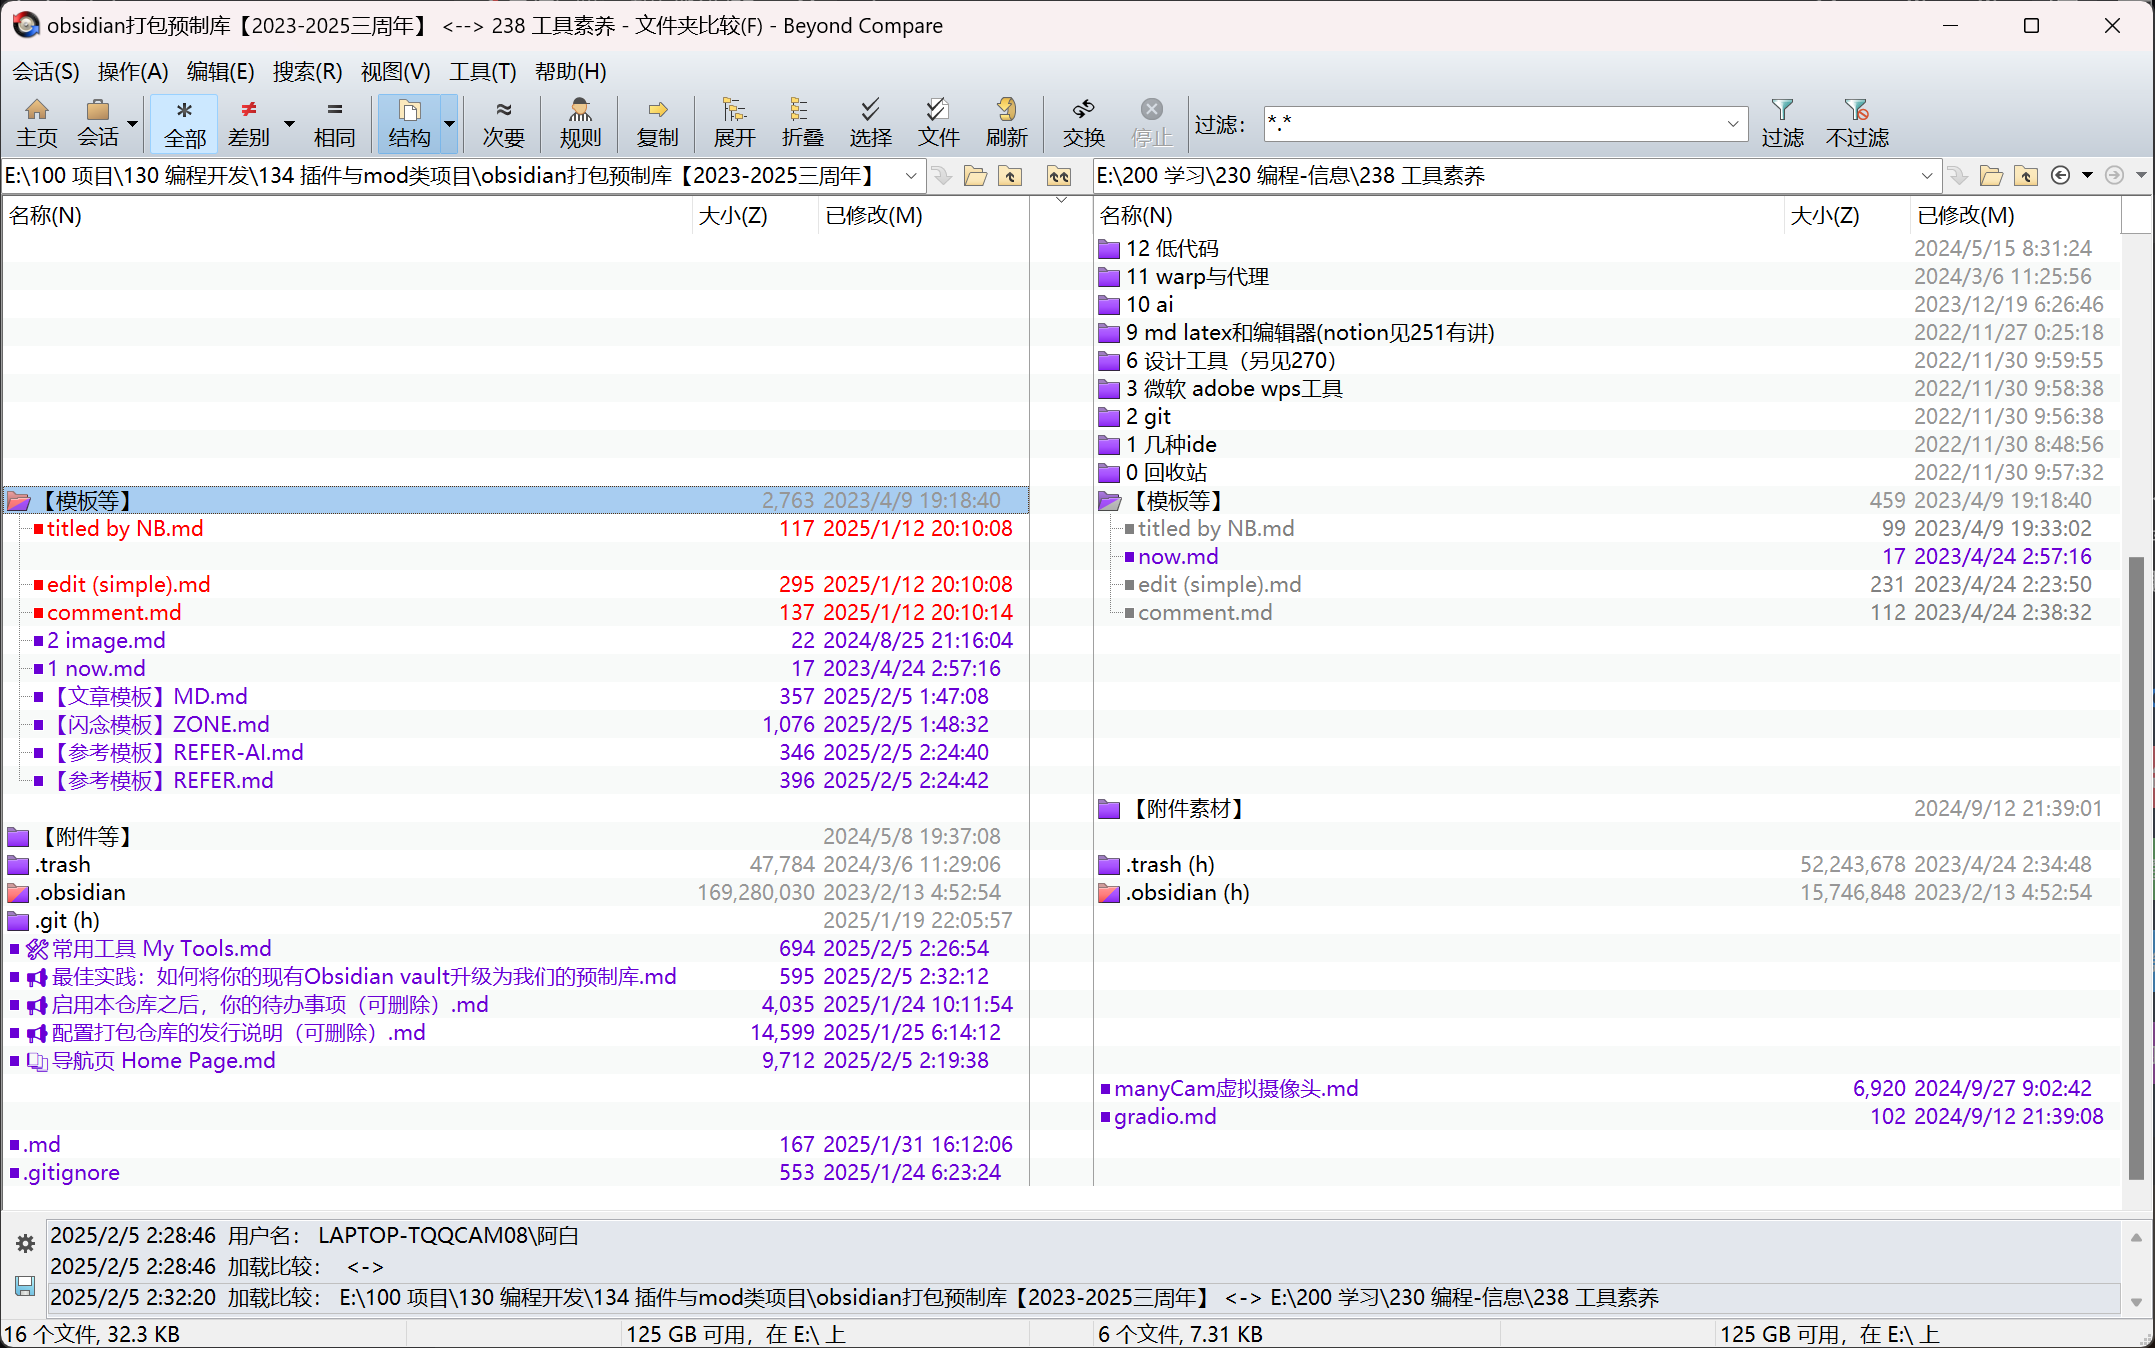 obsidian打包预制库【2023-2025三周年】 <--> 238 工具素养 - 文件夹比较(F) - Beyond Compare
会话(S) 操作(A) 编辑(E) 搜索(R) 视图(V) 工具(T) 帮助(H)
主页 会话 全部 差别 相同 结构 次要 规则 复制 展开 折叠 选择 文件 刷新 交换 停止 过滤: *.* 过滤 不过滤
E:\100 项目\130 编程开发\134 插件与mod类项目\obsidian打包预制库【2023-2025三周年】 E:\200 学习\230 编程-信息\238 工具素养
名称(N) 大小(Z) 已修改(M) 名称(N) 大小(Z) 已修改(M)
12 低代码 2024/5/15 8:31:24
11 warp与代理 2024/3/6 11:25:56
10 ai 2023/12/19 6:26:46
9 md latex和编辑器(notion见251有讲) 2022/11/27 0:25:18
6 设计工具（另见270） 2022/11/30 9:59:55
3 微软 adobe wps工具 2022/11/30 9:58:38
2 git 2022/11/30 9:56:38
1 几种ide 2022/11/30 8:48:56
0 回收站 2022/11/30 9:57:32
【模板等】 2,763 2023/4/9 19:18:40 【模板等】 459 2023/4/9 19:18:40
titled by NB.md 117 2025/1/12 20:10:08 titled by NB.md 99 2023/4/9 19:33:02
now.md 17 2023/4/24 2:57:16
edit (simple).md 295 2025/1/12 20:10:08 edit (simple).md 231 2023/4/24 2:23:50
comment.md 137 2025/1/12 20:10:14 comment.md 112 2023/4/24 2:38:32
2 image.md 22 2024/8/25 21:16:04
1 now.md 17 2023/4/24 2:57:16
【文章模板】MD.md 357 2025/2/5 1:47:08
【闪念模板】ZONE.md 1,076 2025/2/5 1:48:32
【参考模板】REFER-AI.md 346 2025/2/5 2:24:40
【参考模板】REFER.md 396 2025/2/5 2:24:42
【附件素材】 2024/9/12 21:39:01
【附件等】 2024/5/8 19:37:08
.trash 47,784 2024/3/6 11:29:06 .trash (h) 52,243,678 2023/4/24 2:34:48
.obsidian 169,280,030 2023/2/13 4:52:54 .obsidian (h) 15,746,848 2023/2/13 4:52:54
.git (h) 2025/1/19 22:05:57
🛠常用工具 My Tools.md 694 2025/2/5 2:26:54
📢最佳实践：如何将你的现有Obsidian vault升级为我们的预制库.md 595 2025/2/5 2:32:12
📢启用本仓库之后，你的待办事项（可删除）.md 4,035 2025/1/24 10:11:54
📢配置打包仓库的发行说明（可删除）.md 14,599 2025/1/25 6:14:12
导航页 Home Page.md 9,712 2025/2/5 2:19:38
manyCam虚拟摄像头.md 6,920 2024/9/27 9:02:42
gradio.md 102 2024/9/12 21:39:08
.md 167 2025/1/31 16:12:06
.gitignore 553 2025/1/24 6:23:24
2025/2/5 2:28:46 用户名: LAPTOP-TQQCAM08\阿白
2025/2/5 2:28:46 加载比较: <->
2025/2/5 2:32:20 加载比较: E:\100 项目\130 编程开发\134 插件与mod类项目\obsidian打包预制库【2023-2025三周年】 <-> E:\200 学习\230 编程-信息\238 工具素养
16 个文件, 32.3 KB 125 GB 可用，在 E:\ 上 6 个文件, 7.31 KB 125 GB 可用，在 E:\ 上